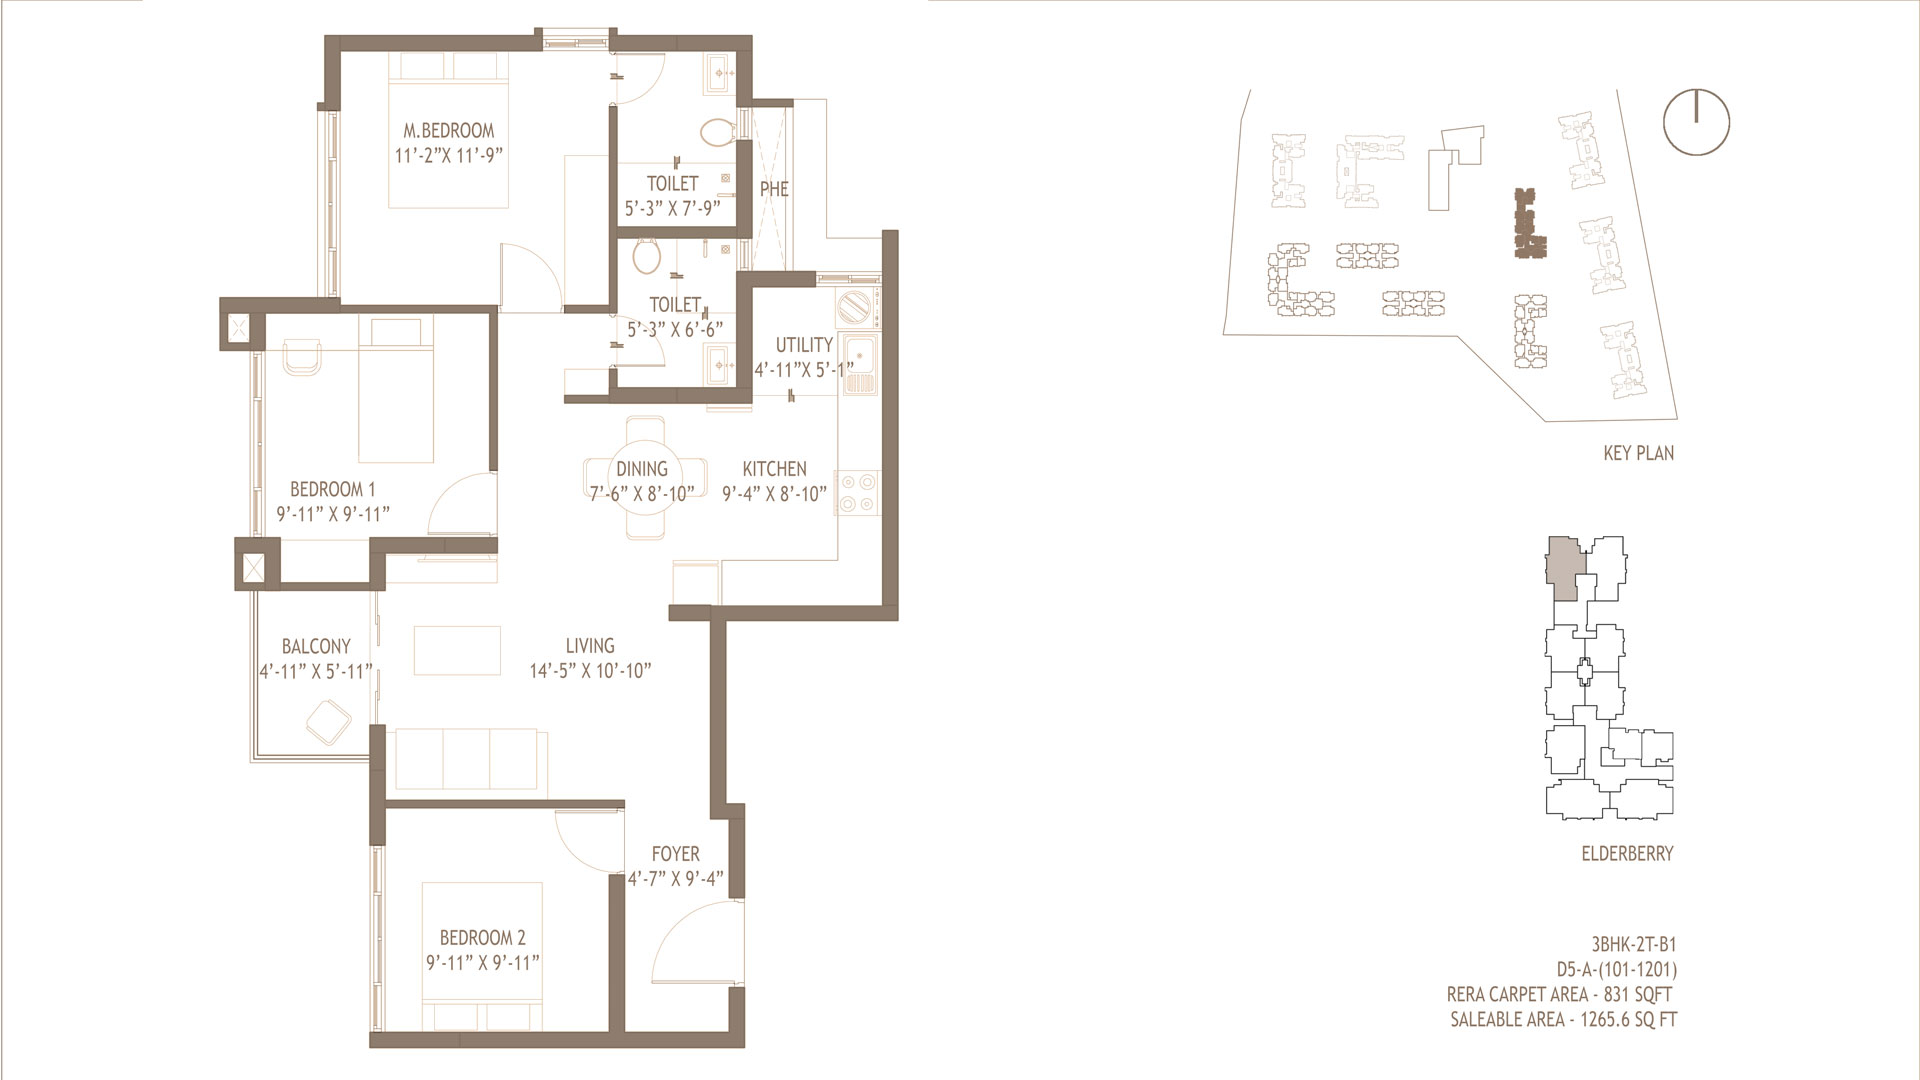 M.BEDROOM
11'-2”X 11'-9”
TOILET
5'-3” X 7'-9”
PHE
TOILET
5'-3” X 6'-6”
UTILITY
4'-11”X 5'-1”
BEDROOM 1
9'-11” X 9'-11”
DINING
7'-6” X 8'-10”
KITCHEN
9'-4” X 8'-10”
BALCONY
4'-11” X 5'-11”
LIVING
14'-5” X 10'-10”
FOYER
4'-7” X 9'-4”
BEDROOM 2
9'-11” X 9'-11”
KEY PLAN
ELDERBERRY
3BHK-2T-B1
D5-A-(101-1201)
RERA CARPET AREA - 831 SQFT
SALEABLE AREA - 1265.6 SQ FT